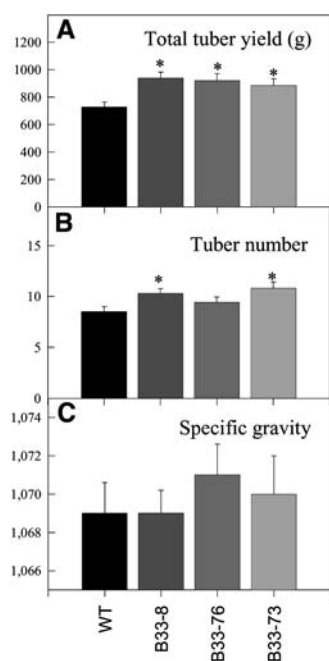 A
Total tuber yield (g)
1200
1000
800
600
400
200
0
* * *
B
Tuber number
15
10
5
0
* *
C
Specific gravity
1,074
1,072
1,070
1,068
1,066
WT
B33-8
B33-76
B33-73